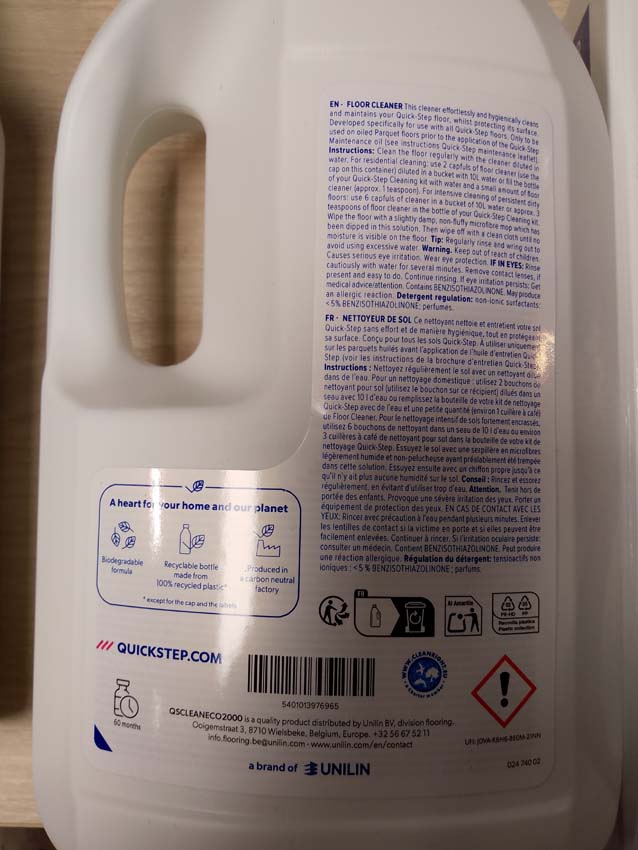 EN - FLOOR CLEANER This cleaner effortlessly and hygienically cleans
and maintains your Quick-Step floor, whilst protecting its surface.
Developed specifically for use with all Quick-Step floors. Only to be
used on oiled Parquet floors prior to the application of the Quick-Step
Maintenance oil (see instructions Quick-Step maintenance leaflet).
Instructions: Clean the floor regularly with the cleaner diluted in
water. For residential cleaning: use 2 capfuls of floor cleaner (use the
cap on this container) diluted in a bucket with 10L water or fill the bottle
of your Quick-Step Cleaning kit with water and a small amount of floor
cleaner (approx. 1 teaspoon). For intensive cleaning of persistent dirty
floors: use 6 capfuls of cleaner in a bucket of 10L water or approx. 3
teaspoons of floor cleaner in the bottle of your Quick-Step Cleaning kit.
Wipe the floor with a slightly damp, non-fluffy microfibre mop which has
been dipped in this solution. Then wipe off with a clean cloth until no
moisture is visible on the floor. Tip: Regularly rinse and wring out to
avoid using excessive water. Warning. Keep out of reach of children.
Causes serious eye irritation. Wear eye protection. IF IN EYES: Rinse
cautiously with water for several minutes. Remove contact lenses, if
present and easy to do. Continue rinsing. If eye irritation persists: Get
medical advice/attention. Contains BENZISOTHIAZOLINONE. May produce
an allergic reaction. Detergent regulation: non-ionic surfactants:
< 5% BENZISOTHIAZOLINONE; perfumes.
FR - NETTOYEUR DE SOL Ce nettoyant nettoie et entretient votre sol
Quick-Step sans effort et de manière hygiénique, tout en protégeant
sa surface. Conçu pour tous les sols Quick-Step. À utiliser uniquement
sur les parquets huilés avant l'application de l'huile d'entretien Quick-
Step (voir les instructions de la brochure d'entretien Quick-Step)
Instructions : Nettoyez régulièrement le sol avec un nettoyant dilué
dans de l'eau. Pour un nettoyage domestique : utilisez 2 bouchons de
nettoyant pour sol (utilisez le bouchon sur ce récipient) dilués dans un
seau avec 10 l d'eau ou remplissez la bouteille de votre kit de nettoyage
Quick-Step avec de l'eau et une petite quantité (environ 1 cuillère à café)
de Floor Cleaner. Pour le nettoyage intensif de sols fortement encrassés,
utilisez 6 bouchons de nettoyant dans un seau de 10 l d'eau ou environ
3 cuillères à café de nettoyant pour sol dans la bouteille de votre kit de
nettoyage Quick-Step. Essuyez le sol avec une serpillère en microfibres
légèrement humide et non-pelucheuse ayant préalablement été trempée
dans cette solution. Essuyez ensuite avec un chiffon propre jusqu'à ce
qu'il n'y ait plus aucune humidité sur le sol. Conseil : Rincez et essorez
régulièrement, en évitant d'utiliser trop d'eau. Attention. Tenir hors de
portée des enfants. Provoque une sévère irritation des yeux. Porter un
équipement de protection des yeux. EN CAS DE CONTACT AVEC LES
YEUX: Rincer avec précaution à l'eau pendant plusieurs minutes. Enlever
les lentilles de contact si la victime en porte et si elles peuvent être
facilement enlevées. Continuer à rincer. Si l'irritation oculaire persiste:
consulter un médecin. Contient BENZISOTHIAZOLINONE. Peut produire
une réaction allergique. Régulation du détergent: tensioactifs non
ioniques : < 5 % BENZISOTHIAZOLINONE ; parfums.
A heart for your home and our planet
Biodegradable
formula
Recyclable bottle
made from
100% recycled plastic*
Produced in
a carbon neutral
factory
* except for the cap and the labels
FR
Al Amarillo
PE-HD
PP
Raccolta plastica
Plastic collection
QUICKSTEP.COM
WWW.CLEANRIGHT.EU
60 months
5401013976965
QSCLEANECO2000 is a quality product distributed by Unilin BV, division flooring.
Ooigemstraat 3, 8710 Wielsbeke, Belgium, Europe. +32 56 67 52 11
info.flooring.be@unilin.com - www.unilin.com/en/contact
a brand of UNILIN
024 740 02